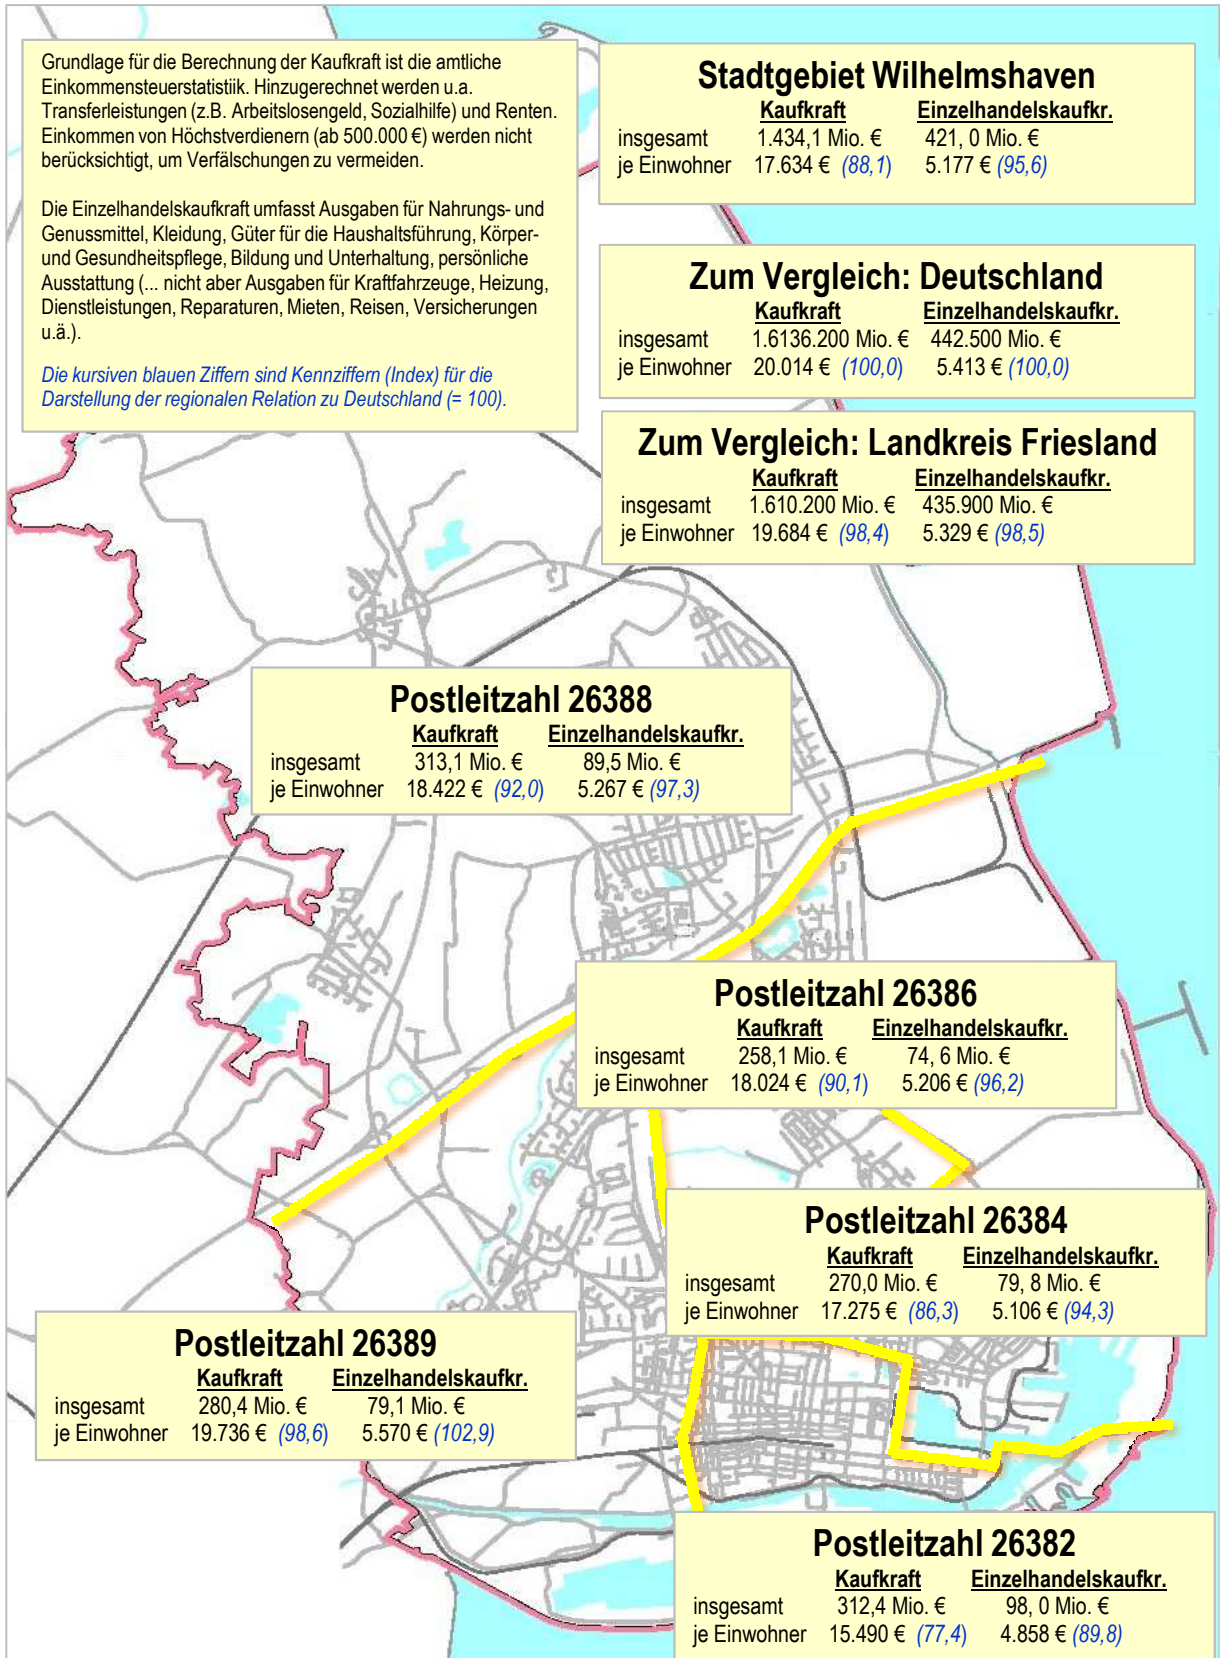 Grundlage für die Berechnung der Kaufkraft ist die amtliche
Einkommensteuerstatistiik. Hinzugerechnet werden u.a.
Transferleistungen (z.B. Arbeitslosengeld, Sozialhilfe) und Renten.
Einkommen von Höchstverdienern (ab 500.000 €) werden nicht
berücksichtigt, um Verfälschungen zu vermeiden.
Die Einzelhandelskaufkraft umfasst Ausgaben für Nahrungs- und
Genussmittel, Kleidung, Güter für die Haushaltsführung, Körper-
und Gesundheitspflege, Bildung und Unterhaltung, persönliche
Ausstattung (... nicht aber Ausgaben für Kraftfahrzeuge, Heizung,
Dienstleistungen, Reparaturen, Mieten, Reisen, Versicherungen
u.ä.).
Die kursiven blauen Ziffern sind Kennziffern (Index) für die
Darstellung der regionalen Relation zu Deutschland (= 100).
Stadtgebiet Wilhelmshaven
Kaufkraft Einzelhandelskaufkr.
insgesamt 1.434,1 Mio. € 421, 0 Mio. €
je Einwohner 17.634 € (88,1) 5.177 € (95,6)
Zum Vergleich: Deutschland
Kaufkraft Einzelhandelskaufkr.
insgesamt 1.6136.200 Mio. € 442.500 Mio. €
je Einwohner 20.014 € (100,0) 5.413 € (100,0)
Zum Vergleich: Landkreis Friesland
Kaufkraft Einzelhandelskaufkr.
insgesamt 1.610.200 Mio. € 435.900 Mio. €
je Einwohner 19.684 € (98,4) 5.329 € (98,5)
Postleitzahl 26388
Kaufkraft Einzelhandelskaufkr.
insgesamt 313,1 Mio. € 89,5 Mio. €
je Einwohner 18.422 € (92,0) 5.267 € (97,3)
Postleitzahl 26386
Kaufkraft Einzelhandelskaufkr.
insgesamt 258,1 Mio. € 74, 6 Mio. €
je Einwohner 18.024 € (90,1) 5.206 € (96,2)
Postleitzahl 26384
Kaufkraft Einzelhandelskaufkr.
insgesamt 270,0 Mio. € 79, 8 Mio. €
je Einwohner 17.275 € (86,3) 5.106 € (94,3)
Postleitzahl 26389
Kaufkraft Einzelhandelskaufkr.
insgesamt 280,4 Mio. € 79,1 Mio. €
je Einwohner 19.736 € (98,6) 5.570 € (102,9)
Postleitzahl 26382
Kaufkraft Einzelhandelskaufkr.
insgesamt 312,4 Mio. € 98, 0 Mio. €
je Einwohner 15.490 € (77,4) 4.858 € (89,8)